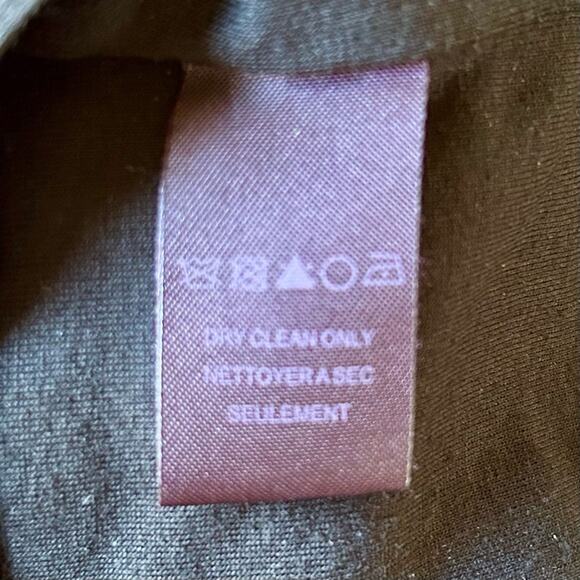 DRY CLEAN ONLY
NETTOYER A SEC
SEULEMENT